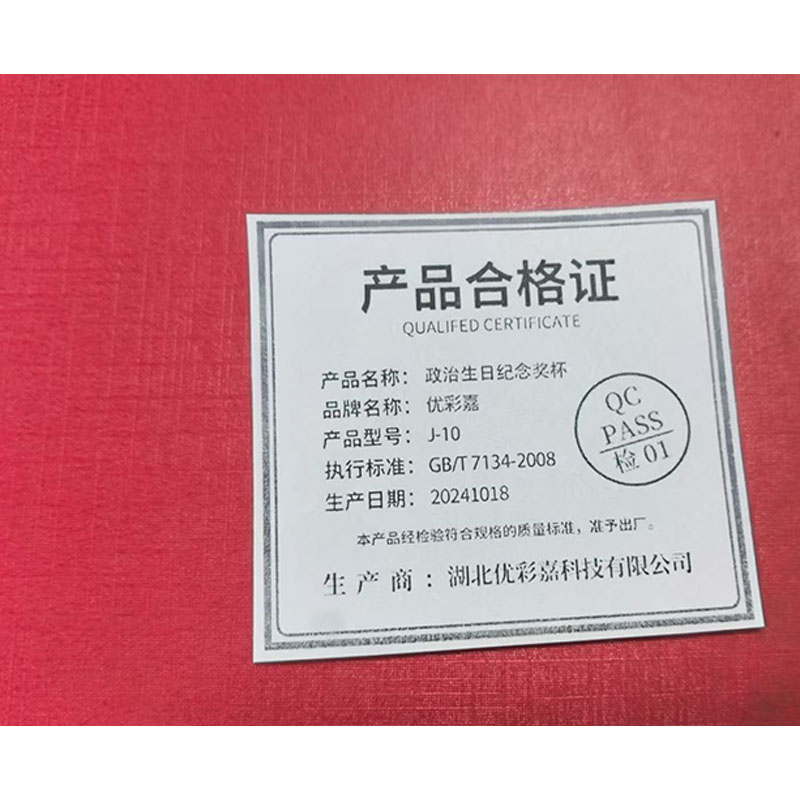 产品合格证
QUALIFED CERTIFICATE
产品名称： 政治生日纪念奖杯
品牌名称： 优彩嘉
产品型号： J-10
执行标准： GB/T 7134-2008
生产日期： 20241018
QC
PASS
检 01
本产品经检验符合规格的质量标准，准予出厂。
生 产 商 ：湖北优彩嘉科技有限公司